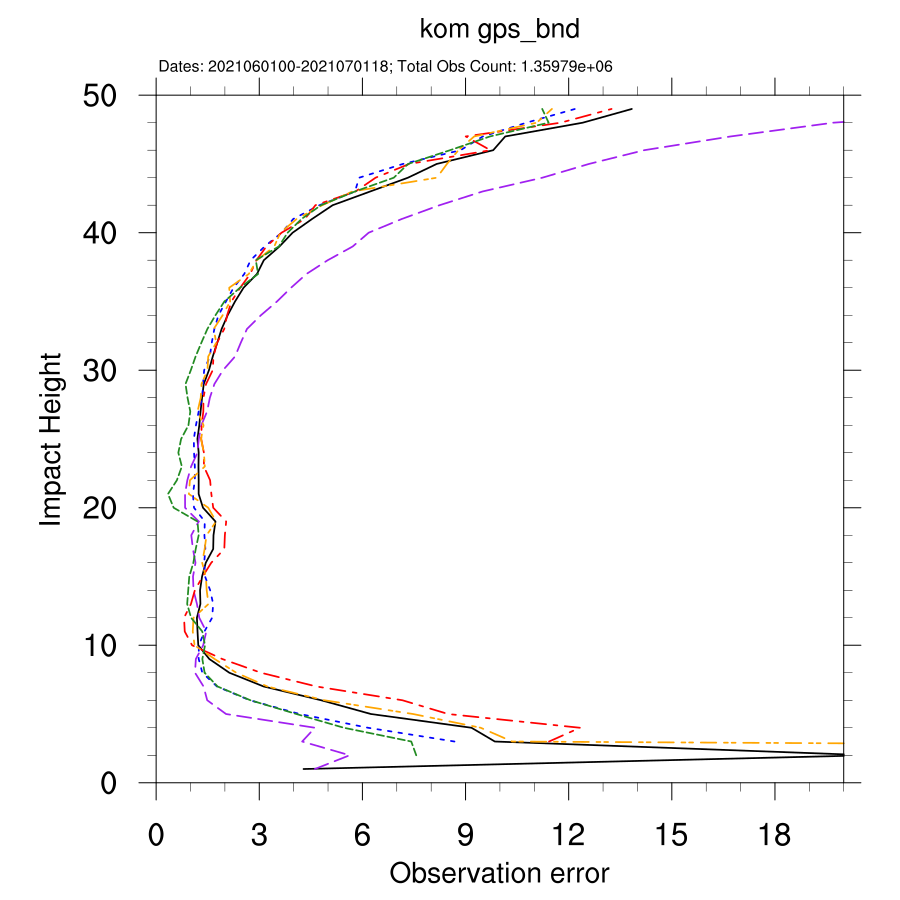 kom gps_bnd
Dates: 2021060100-2021070118; Total Obs Count: 1.35979e+06
50
40
30
20
10
0
Impact Height
0 3 6 9 12 15 18
Observation error